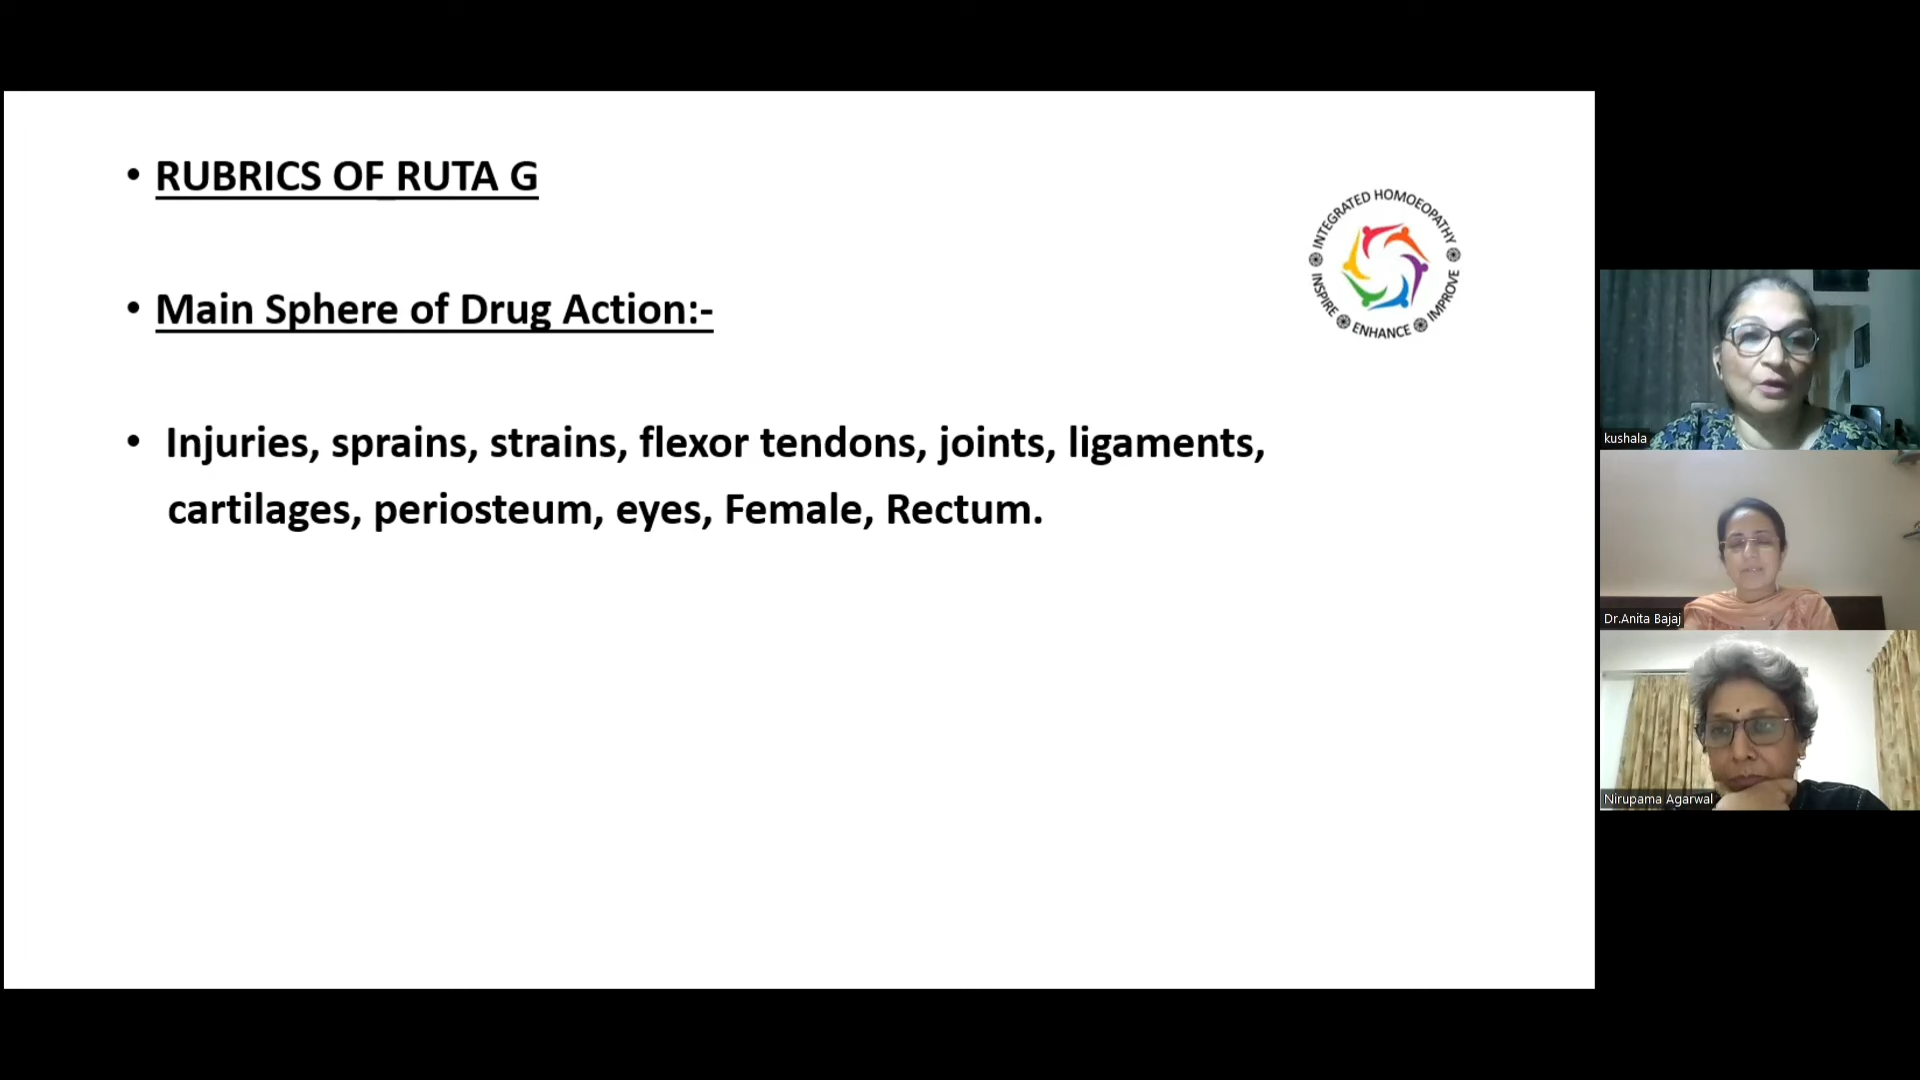 • RUBRICS OF RUTA G
• Main Sphere of Drug Action:-
• Injuries, sprains, strains, flexor tendons, joints, ligaments,
cartilages, periosteum, eyes, Female, Rectum.
INTEGRATED HOMOEOPATHY
INSPIRE ENHANCE IMPROVE
kushala
Dr.Anita Bajaj
Nirupama Agarwal